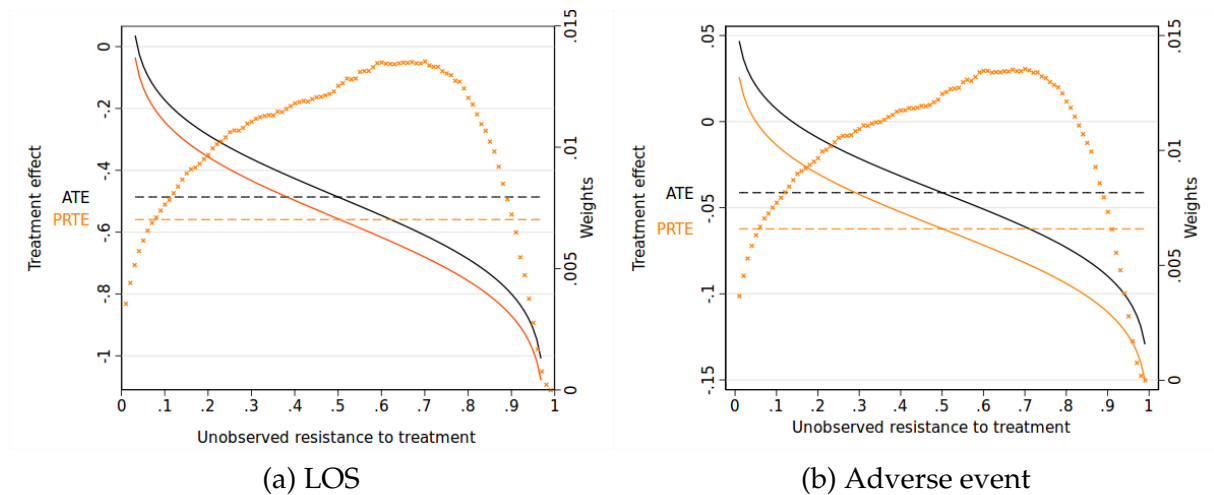 0
-.2
-.4
-.6
-.8
-1
Treatment effect
ATE
PRTE
0
.005
.01
.015
Weights
0 .1 .2 .3 .4 .5 .6 .7 .8 .9 1
Unobserved resistance to treatment
(a) LOS
.05
0
-.05
-.1
-.15
Treatment effect
ATE
PRTE
0
.005
.01
.015
Weights
0 .1 .2 .3 .4 .5 .6 .7 .8 .9 1
Unobserved resistance to treatment
(b) Adverse event